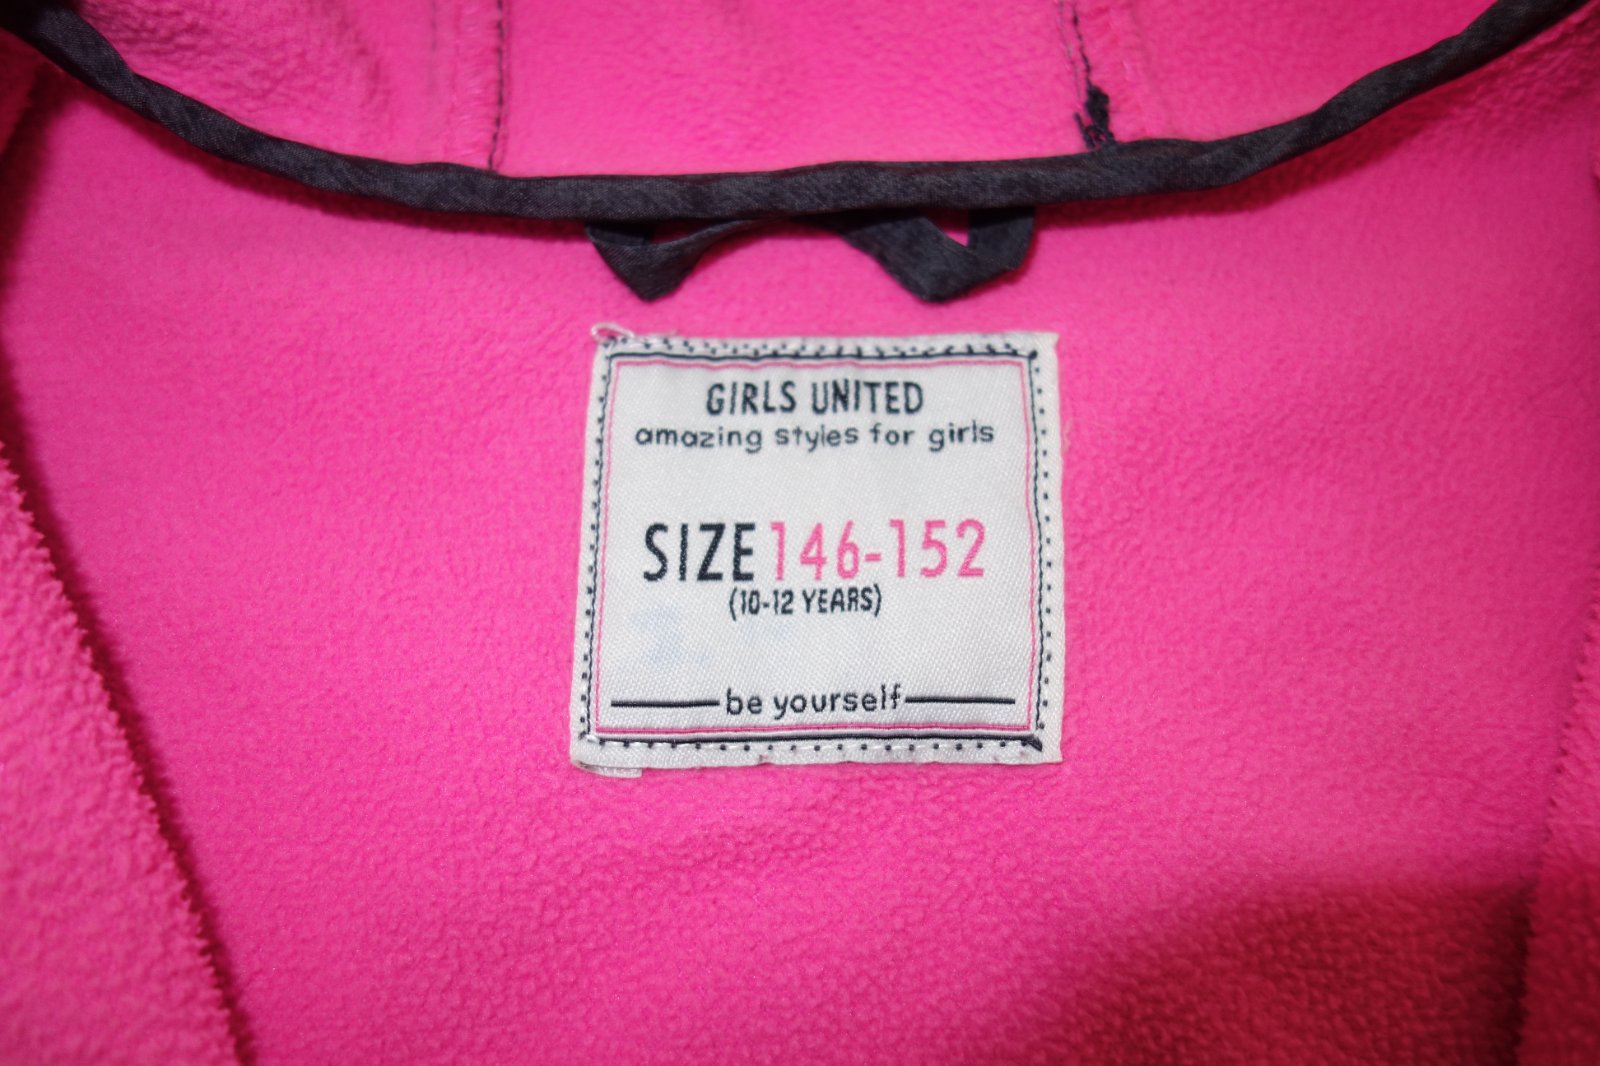 GIRLS UNITED
amazing styles for girls
SIZE 146-152
(10-12 YEARS)
be yourself